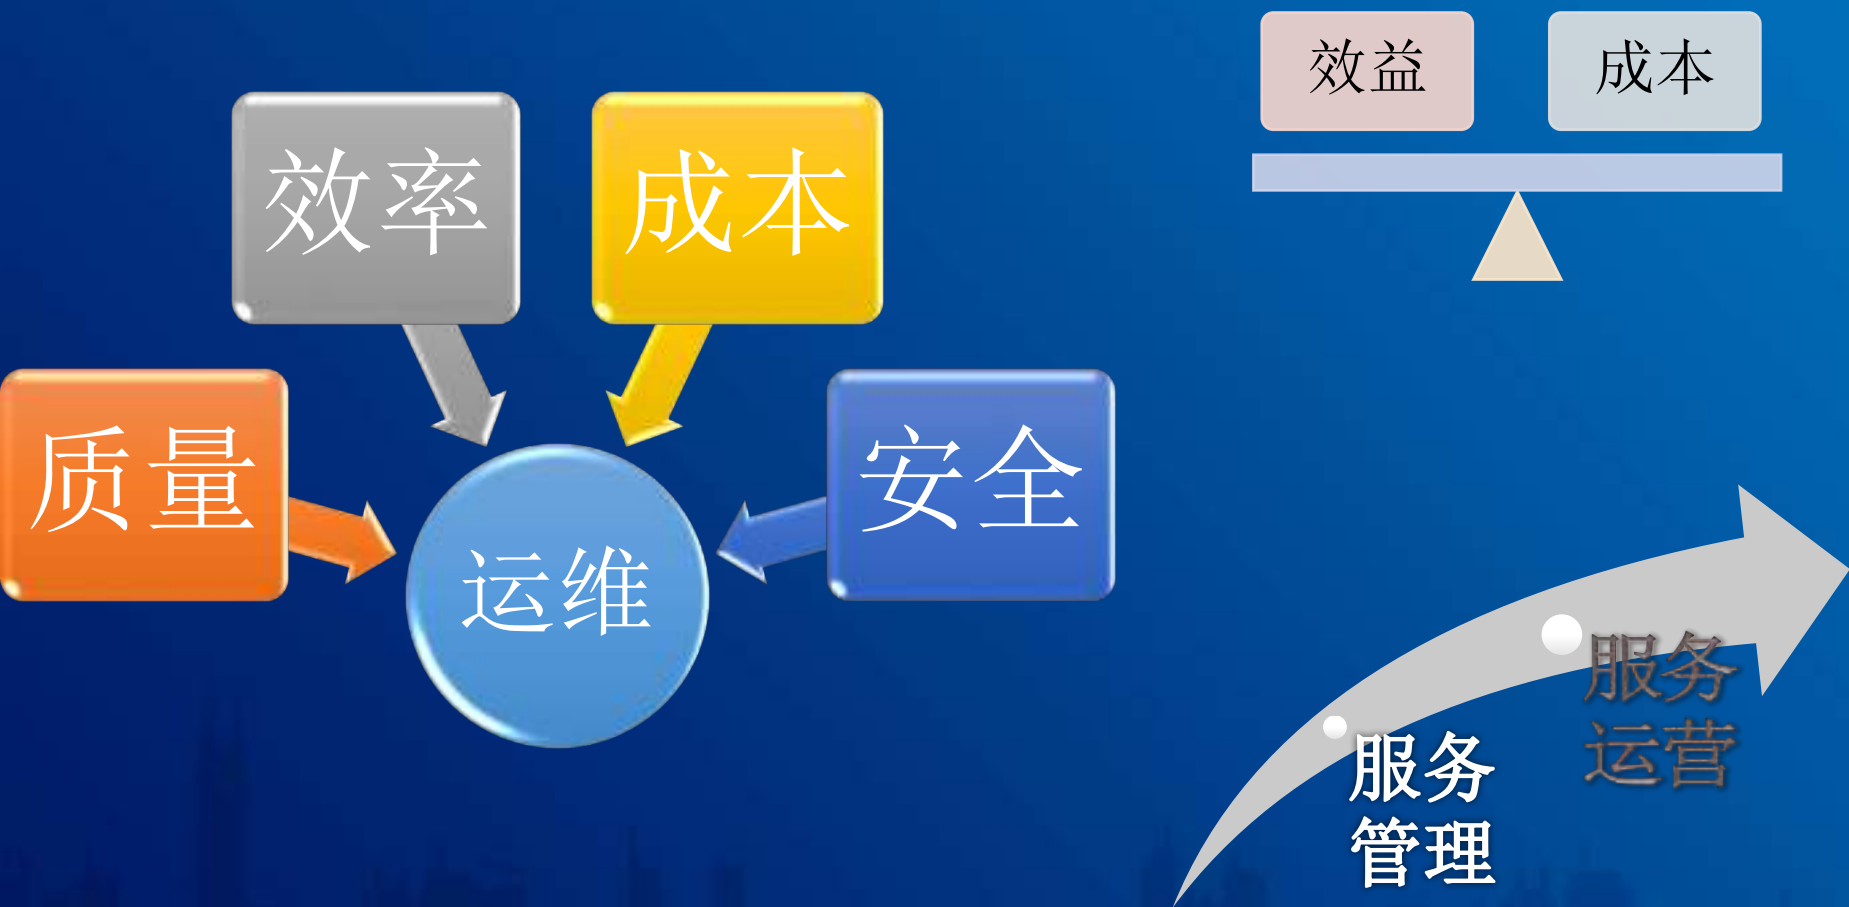 效益
成本
效率
成本
质量
安全
运维
服务
运营
服务
管理